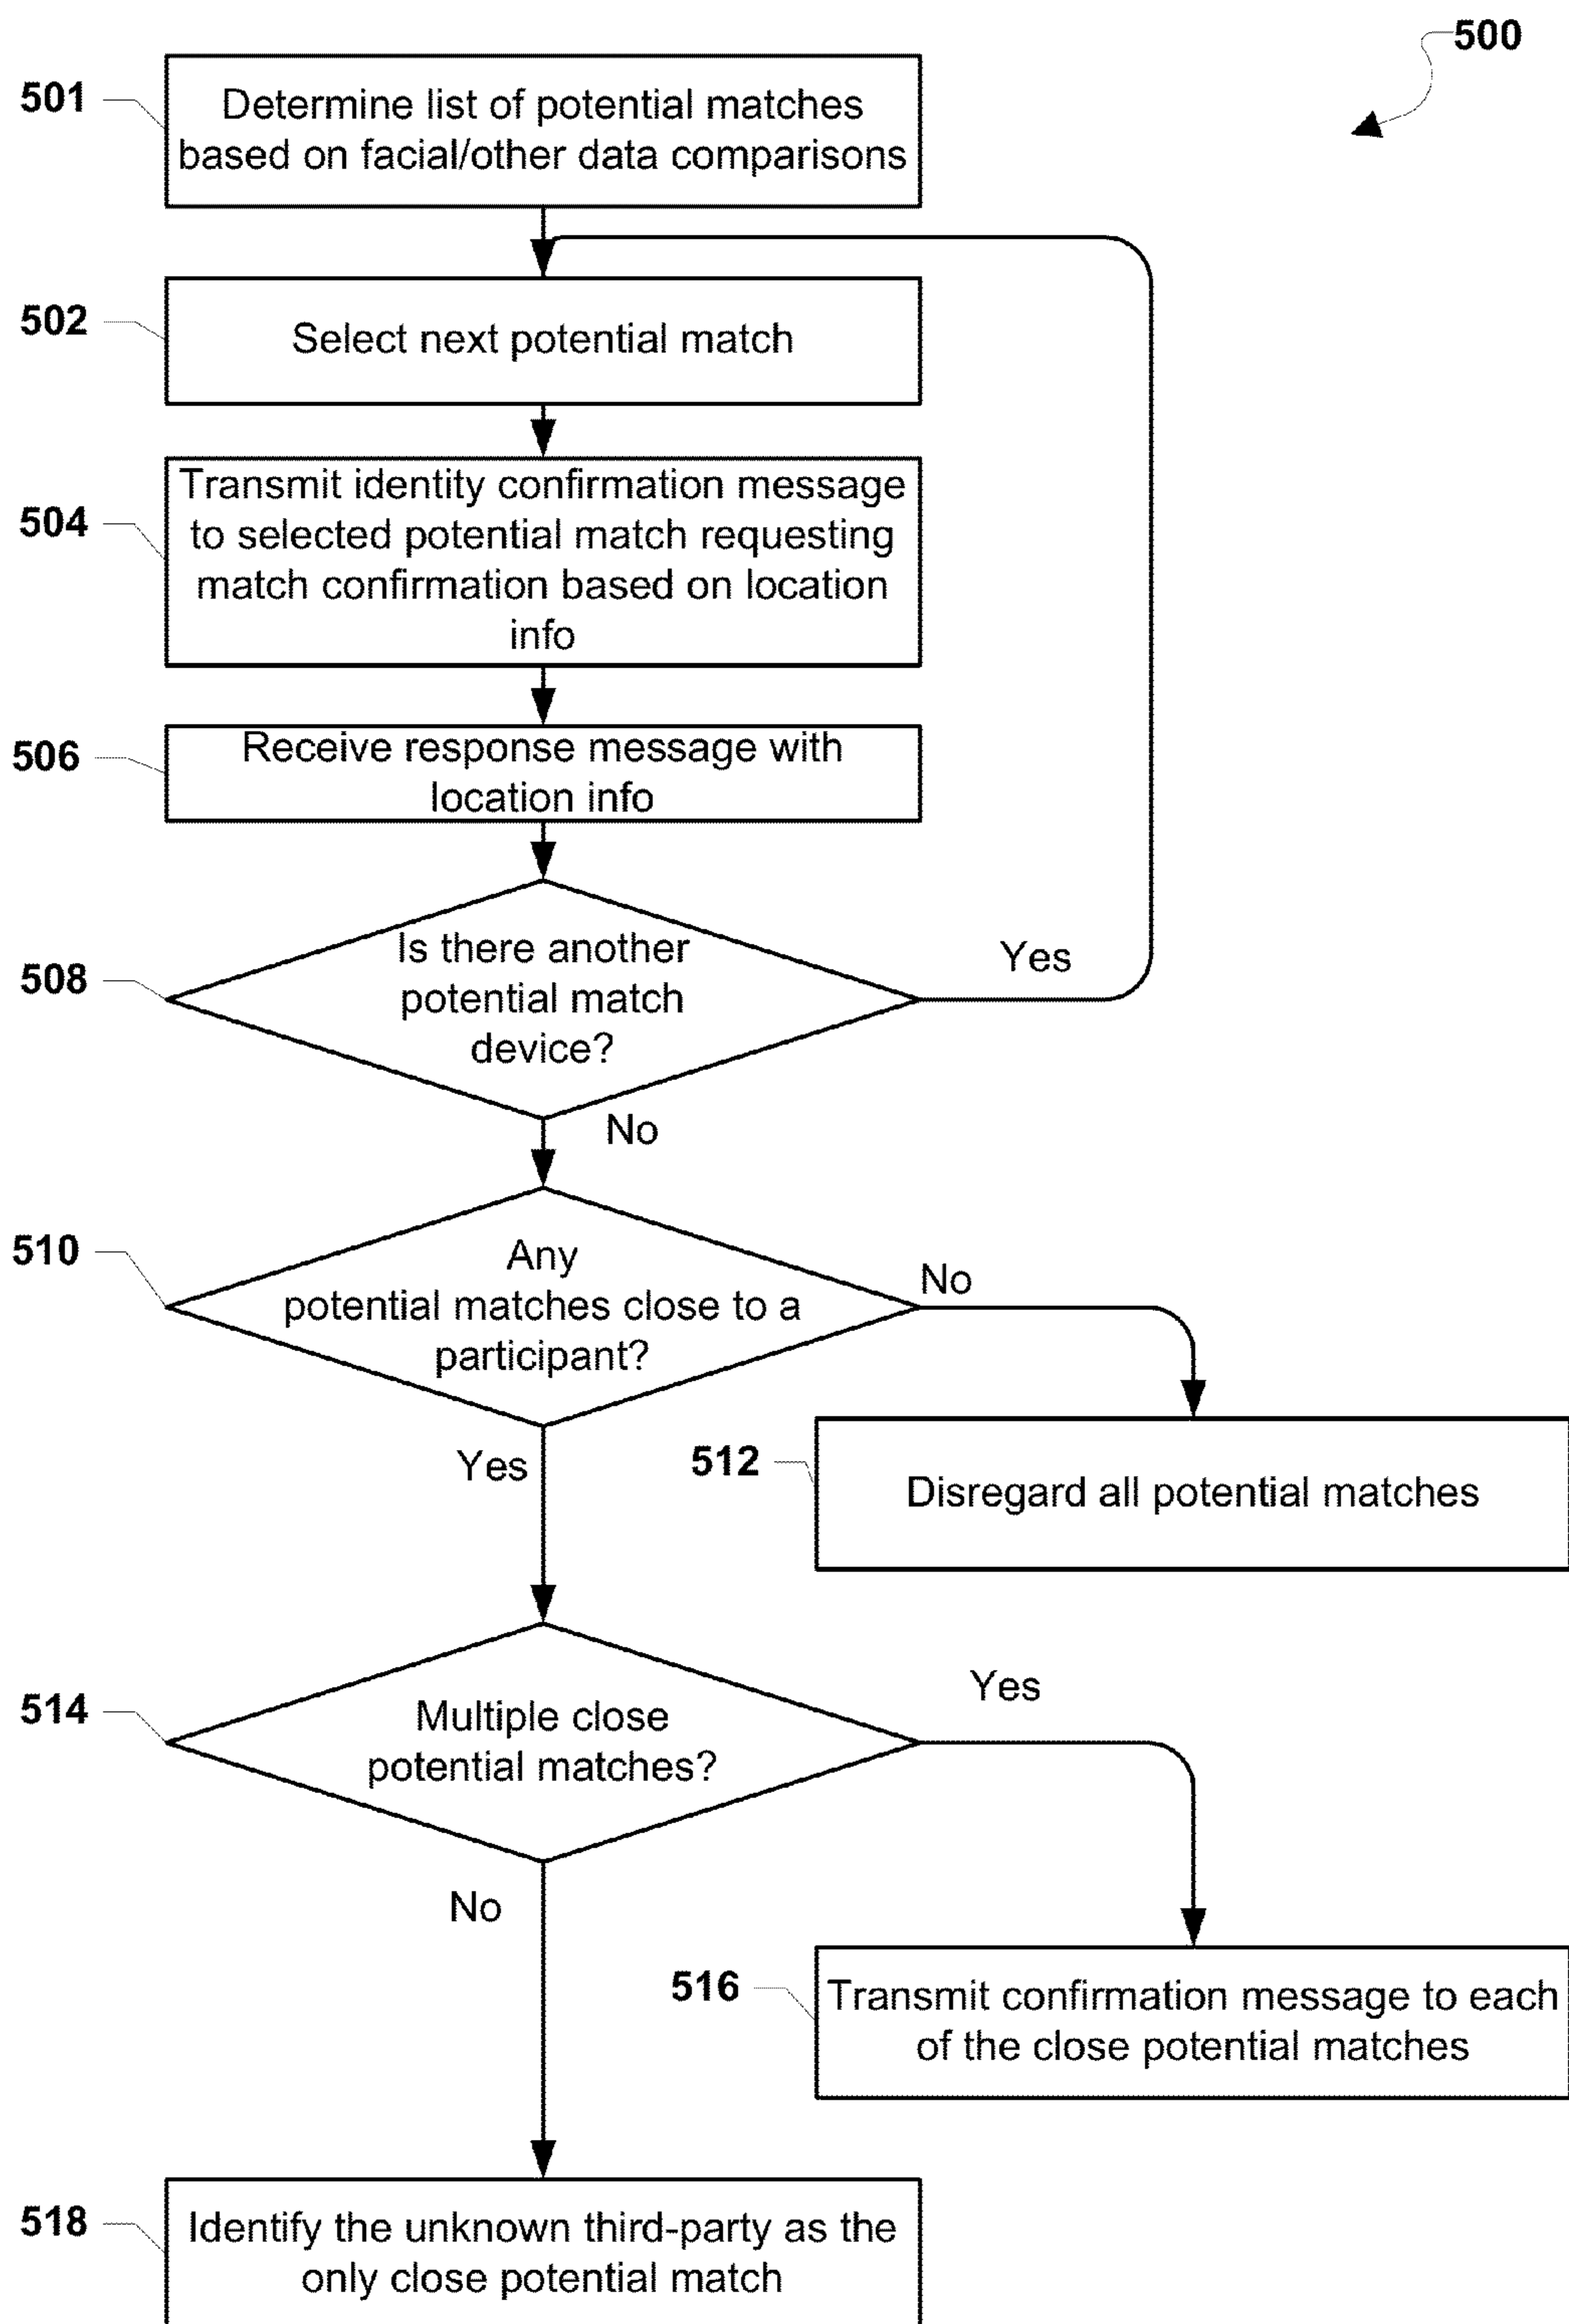 500
501
Determine list of potential matches
based on facial/other data comparisons
502
Select next potential match
504
Transmit identity confirmation message
to selected potential match requesting
match confirmation based on location
info
506
Receive response message with
location info
508
Is there another
potential match
device?
Yes
No
510
Any
potential matches close to a
participant?
No
Yes
512
Disregard all potential matches
514
Multiple close
potential matches?
Yes
No
516
Transmit confirmation message to each
of the close potential matches
518
Identify the unknown third-party as the
only close potential match